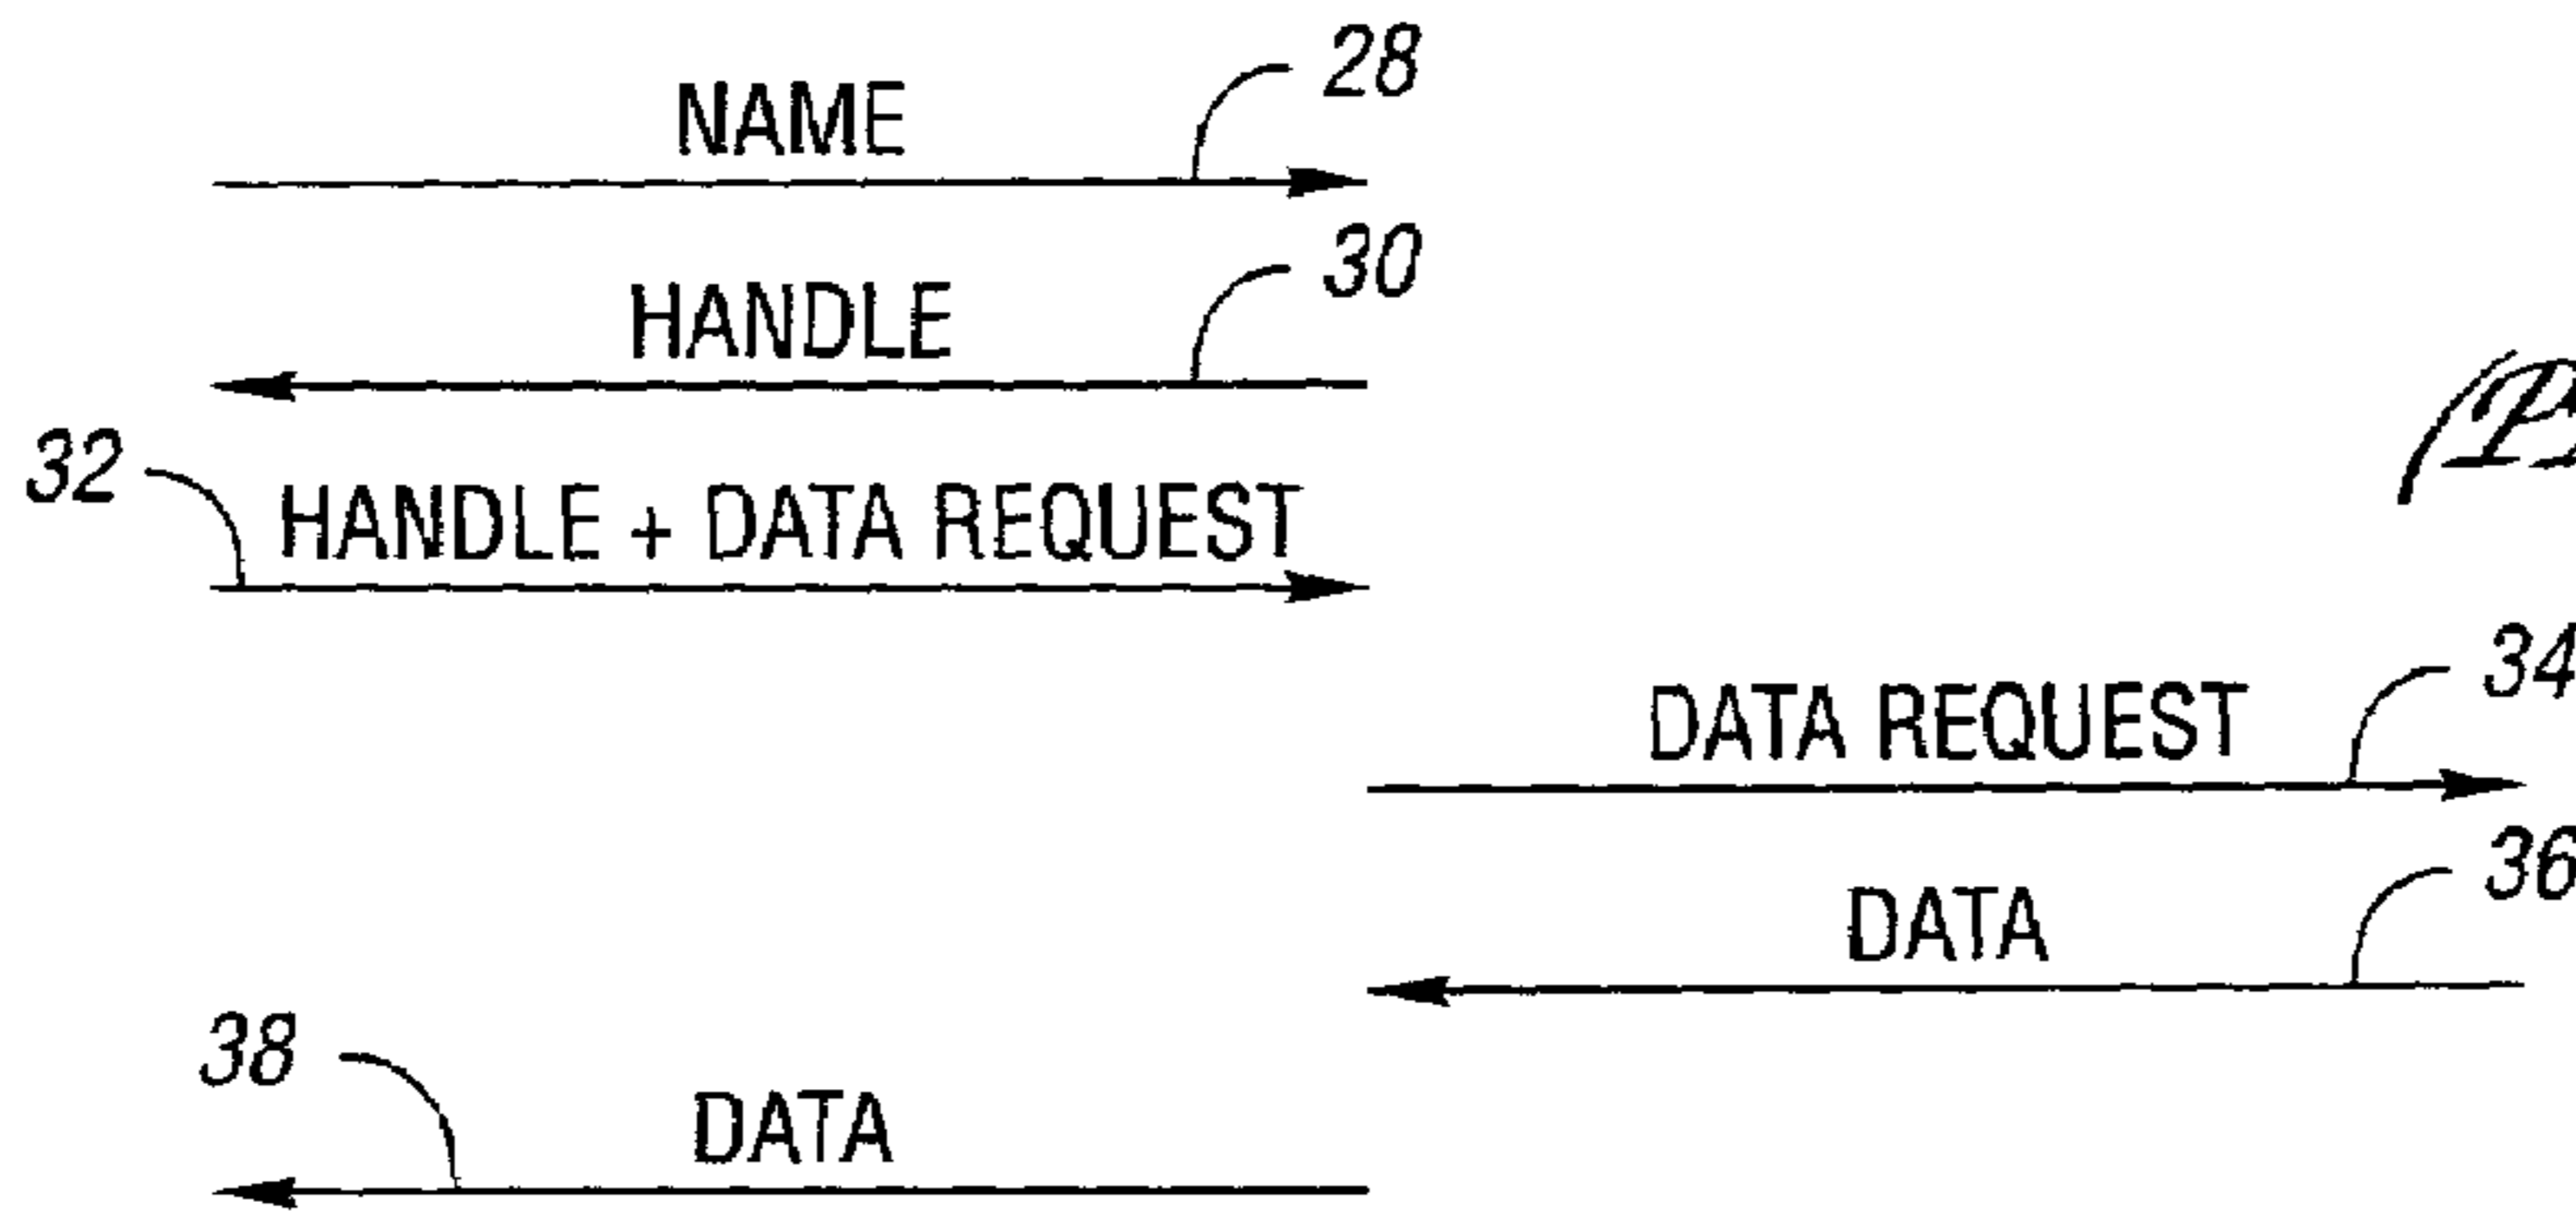 28
NAME
30
HANDLE
32
HANDLE + DATA REQUEST
34
DATA REQUEST
36
DATA
38
DATA